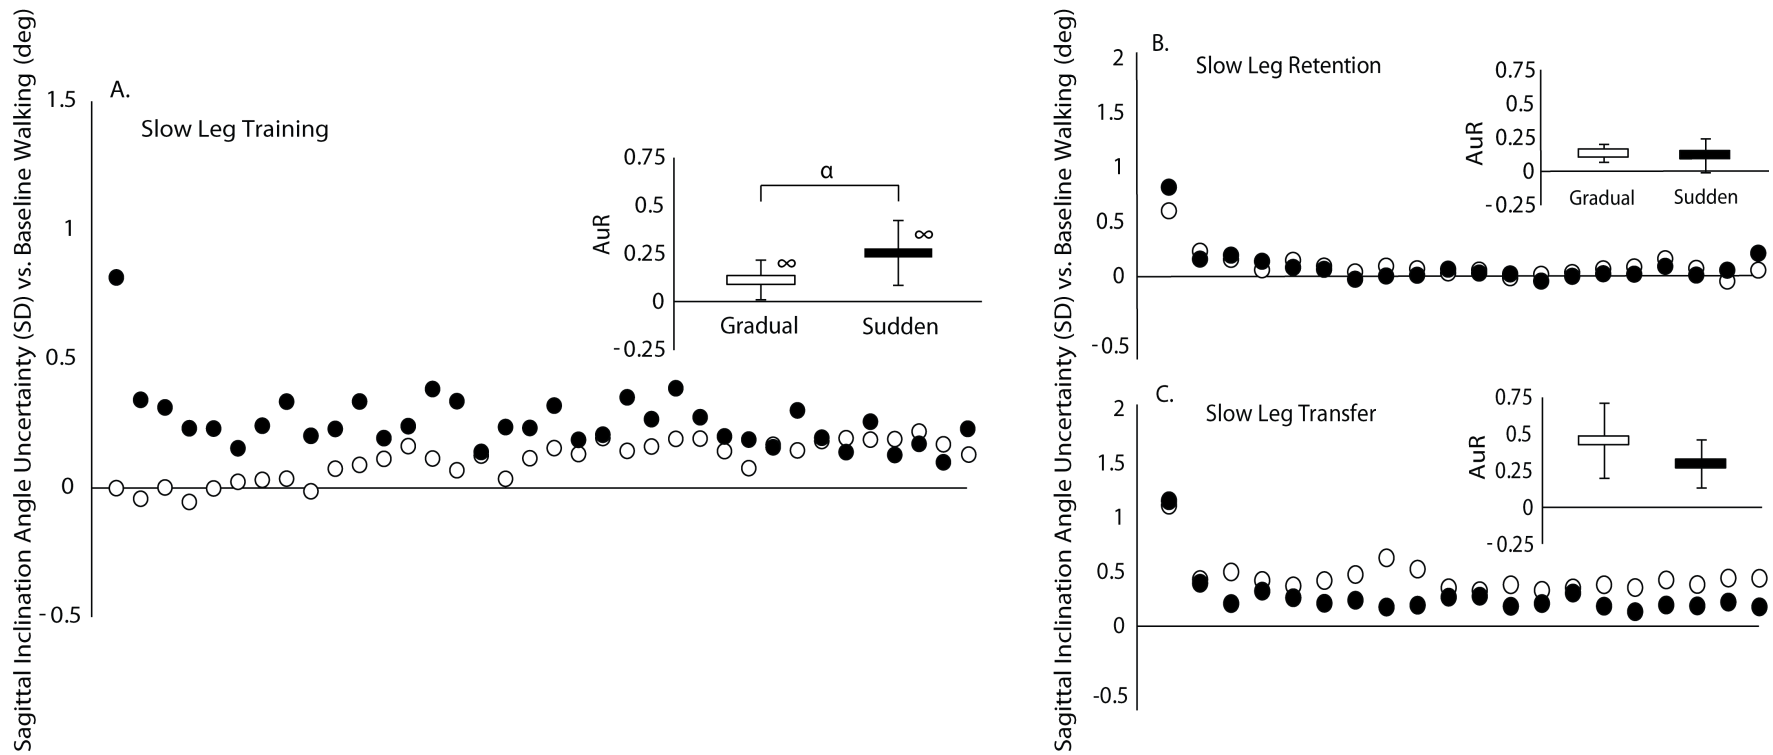 Sagittal Inclination Angle Uncertainty (SD) vs. Baseline Walking (deg)
A.
Slow Leg Training
1.5
1
0.5
0
-0.5
AuR
0.75
0.5
0.25
0
-0.25
α
∞
∞
Gradual
Sudden
Sagittal Inclination Angle Uncertainty (SD) vs. Baseline Walking (deg)
B.
Slow Leg Retention
2
1.5
1
0.5
0
-0.5
AuR
0.75
0.5
0.25
0
-0.25
Gradual
Sudden
C.
Slow Leg Transfer
2
1.5
1
0.5
0
-0.5
AuR
0.75
0.5
0.25
0
-0.25